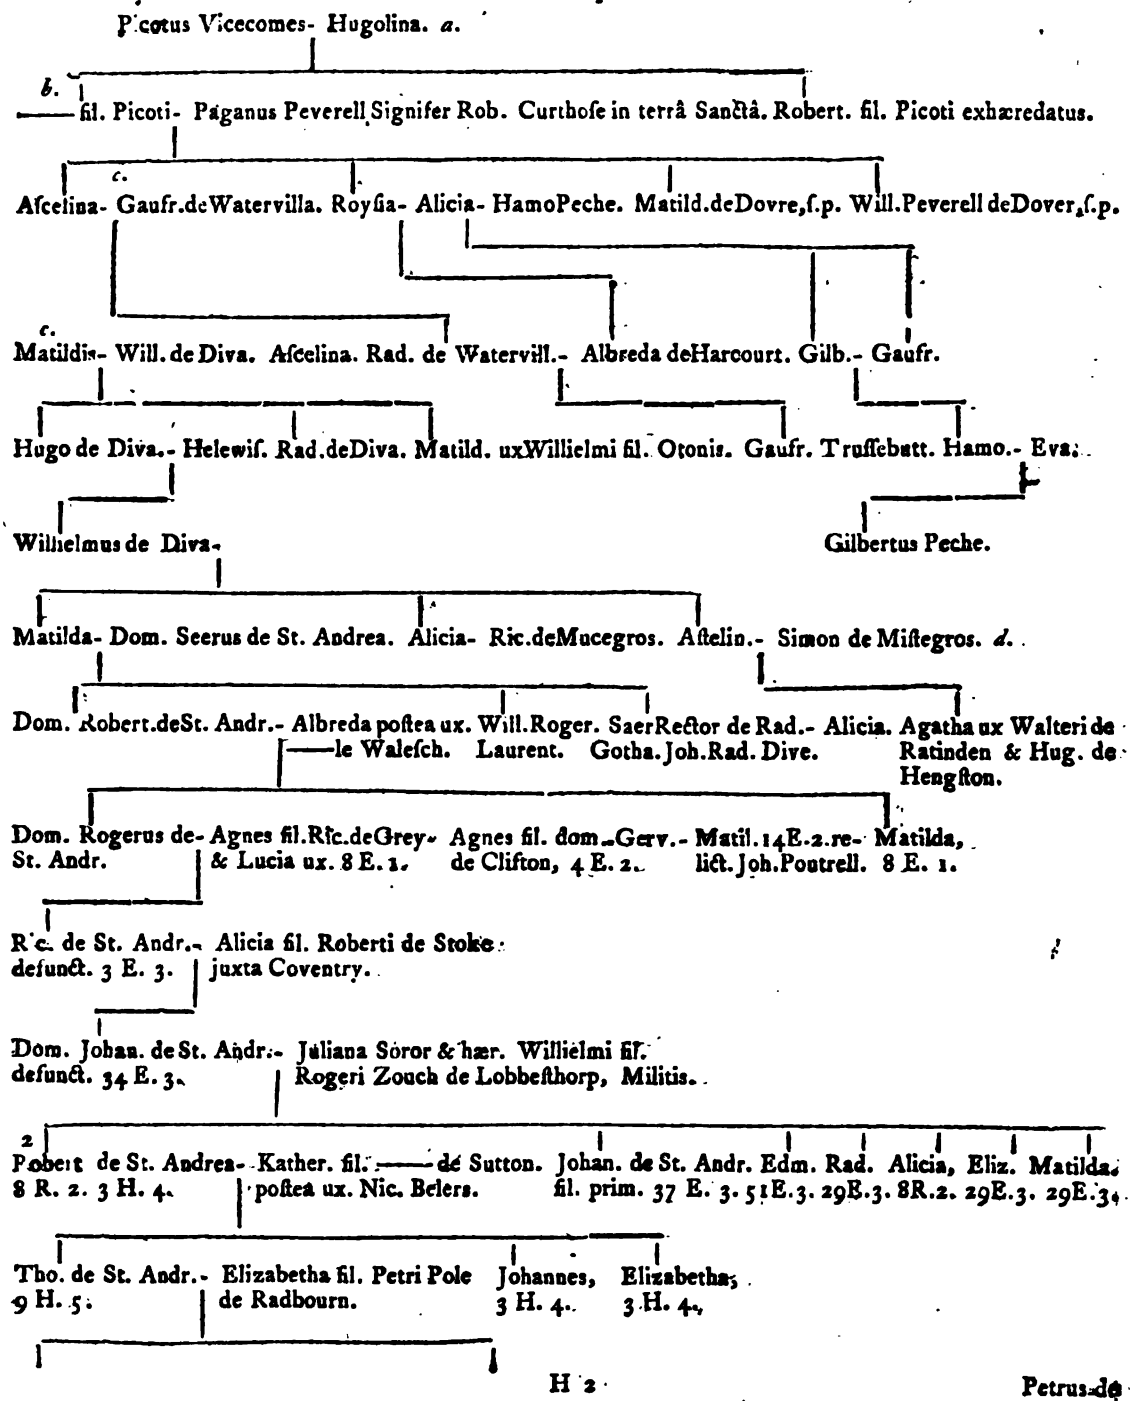 Picotus Vicecomes- Hugolina. a.
b.
—— fil. Picoti- Paganus Peverell Signifer Rob. Curthoſe in terrâ Sanctâ. Robert. fil. Picoti exhæredatus.
c.
Aſcelina- Gaufr.de Watervilla. Royſia- Alicia- Hamo Peche. Matild.de Dovre,ſ.p. Will.Peverell de Dover,ſ.p.
c.
Matildis- Will. de Diva. Aſcelina. Rad. de Watervill.- Albreda de Harcourt. Gilb.- Gaufr.
Hugo de Diva.- Helewiſ. Rad.de Diva. Matild. ux Willielmi fil. Otonis. Gaufr. Truſſebutt. Hamo.- Eva.
Willielmus de Diva-
Gilbertus Peche.
Matilda- Dom. Seerus de St. Andrea. Alicia- Ric.de Mucegros. Aſtelin.- Simon de Miſtegros. d.
Dom. Robert.de St. Andr.- Albreda poſtea ux. Will. Roger. Saer Rector de Rad.- Alicia. Agatha ux Walteri de
——le Waleſch. Laurent. Gotha. Joh. Rad. Dive. Ratinden & Hug. de
Hengſton.
Dom. Rogerus de- Agnes fil.Ric.de Grey- Agnes fil. dom. Gerv.- Matil. 14 E. 2. re- Matilda,
St. Andr. & Lucia ux. 8 E. 1. de Clifton, 4 E. 2. lict. Joh. Pontrell. 8 E. 1.
Ric. de St. Andr.- Alicia fil. Roberti de Stoke
defunct. 3 E. 3. juxta Coventry.
Dom. Johan. de St. Andr.- Juliana Soror & hær. Willielmi fil.
defunct. 34 E. 3. Rogeri Zouch de Lobbeſthorp, Militis.
2
Robert de St. Andrea- Kather. fil. —— de Sutton. Johan. de St. Andr. Edm. Rad. Alicia, Eliz. Matilda.
8 R. 2. 3 H. 4. poſtea ux. Nic. Belers. fil. prim. 37 E. 3. 51 E. 3. 29 E. 3. 8 R. 2. 29 E. 3. 29 E. 3.
Tho. de St. Andr.- Elizabetha fil. Petri Pole Johannes, Elizabetha,
9 H. 5. de Radbourn. 3 H. 4. 3 H. 4.
H 2
Petrus de